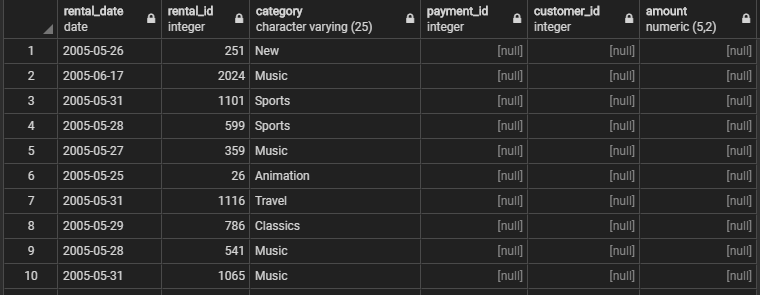 rental_date rental_id category payment_id customer_id amount
date integer character varying (25) integer integer numeric (5,2)
1 2005-05-26 251 New [null] [null] [null]
2 2005-06-17 2024 Music [null] [null] [null]
3 2005-05-31 1101 Sports [null] [null] [null]
4 2005-05-28 599 Sports [null] [null] [null]
5 2005-05-27 359 Music [null] [null] [null]
6 2005-05-25 26 Animation [null] [null] [null]
7 2005-05-31 1116 Travel [null] [null] [null]
8 2005-05-29 786 Classics [null] [null] [null]
9 2005-05-28 541 Music [null] [null] [null]
10 2005-05-31 1065 Music [null] [null] [null]